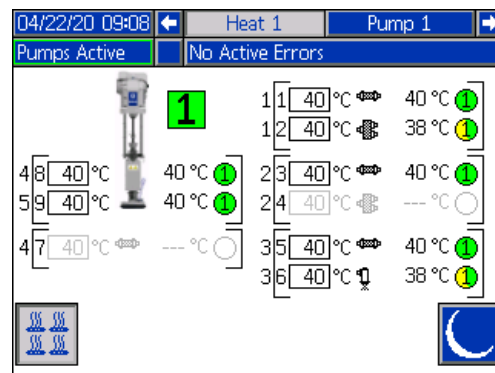 04/22/20 09:08 Heat 1 Pump 1
Pumps Active No Active Errors
1
1 1 40 °C 40 °C 1
1 2 40 °C 38 °C 1
4 8 40 °C 40 °C 1
5 9 40 °C 40 °C 1
2 3 40 °C 40 °C 1
2 4 40 °C --- °C
4 7 40 °C --- °C
3 5 40 °C 40 °C 1
3 6 40 °C 38 °C 1